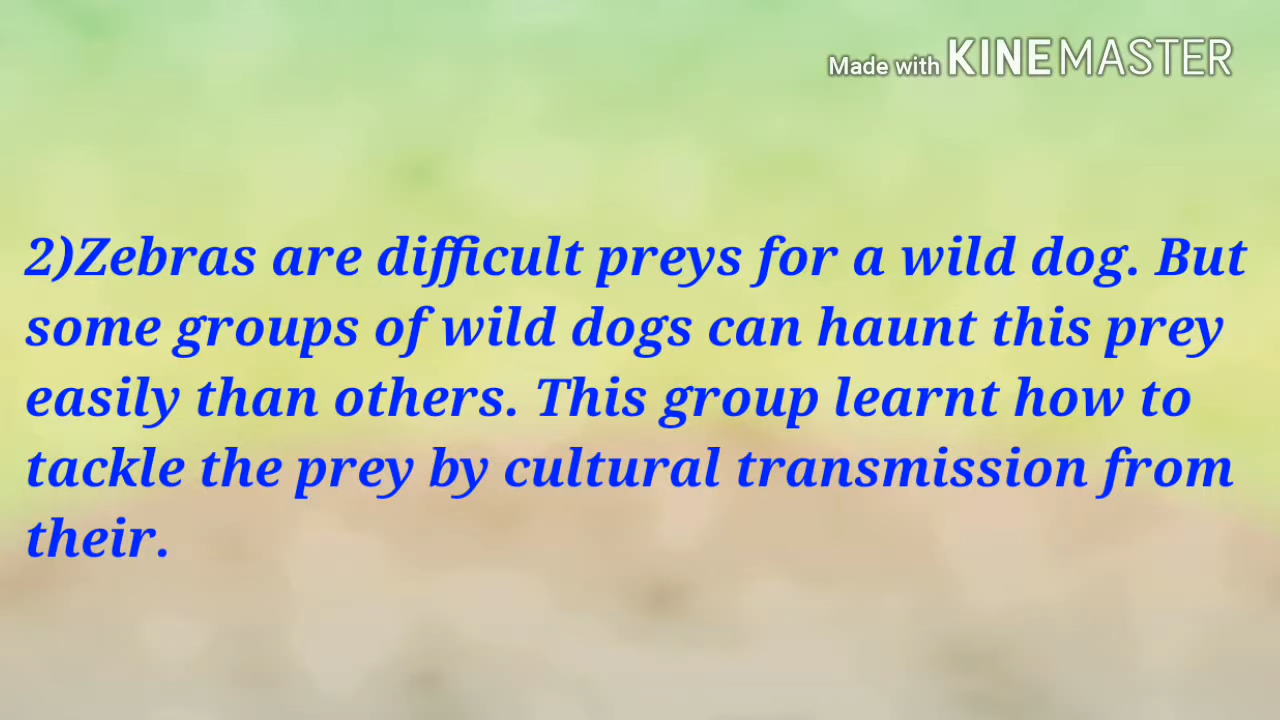 Made with KINEMASTER
2)Zebras are difficult preys for a wild dog. But
some groups of wild dogs can haunt this prey
easily than others. This group learnt how to
tackle the prey by cultural transmission from
their.